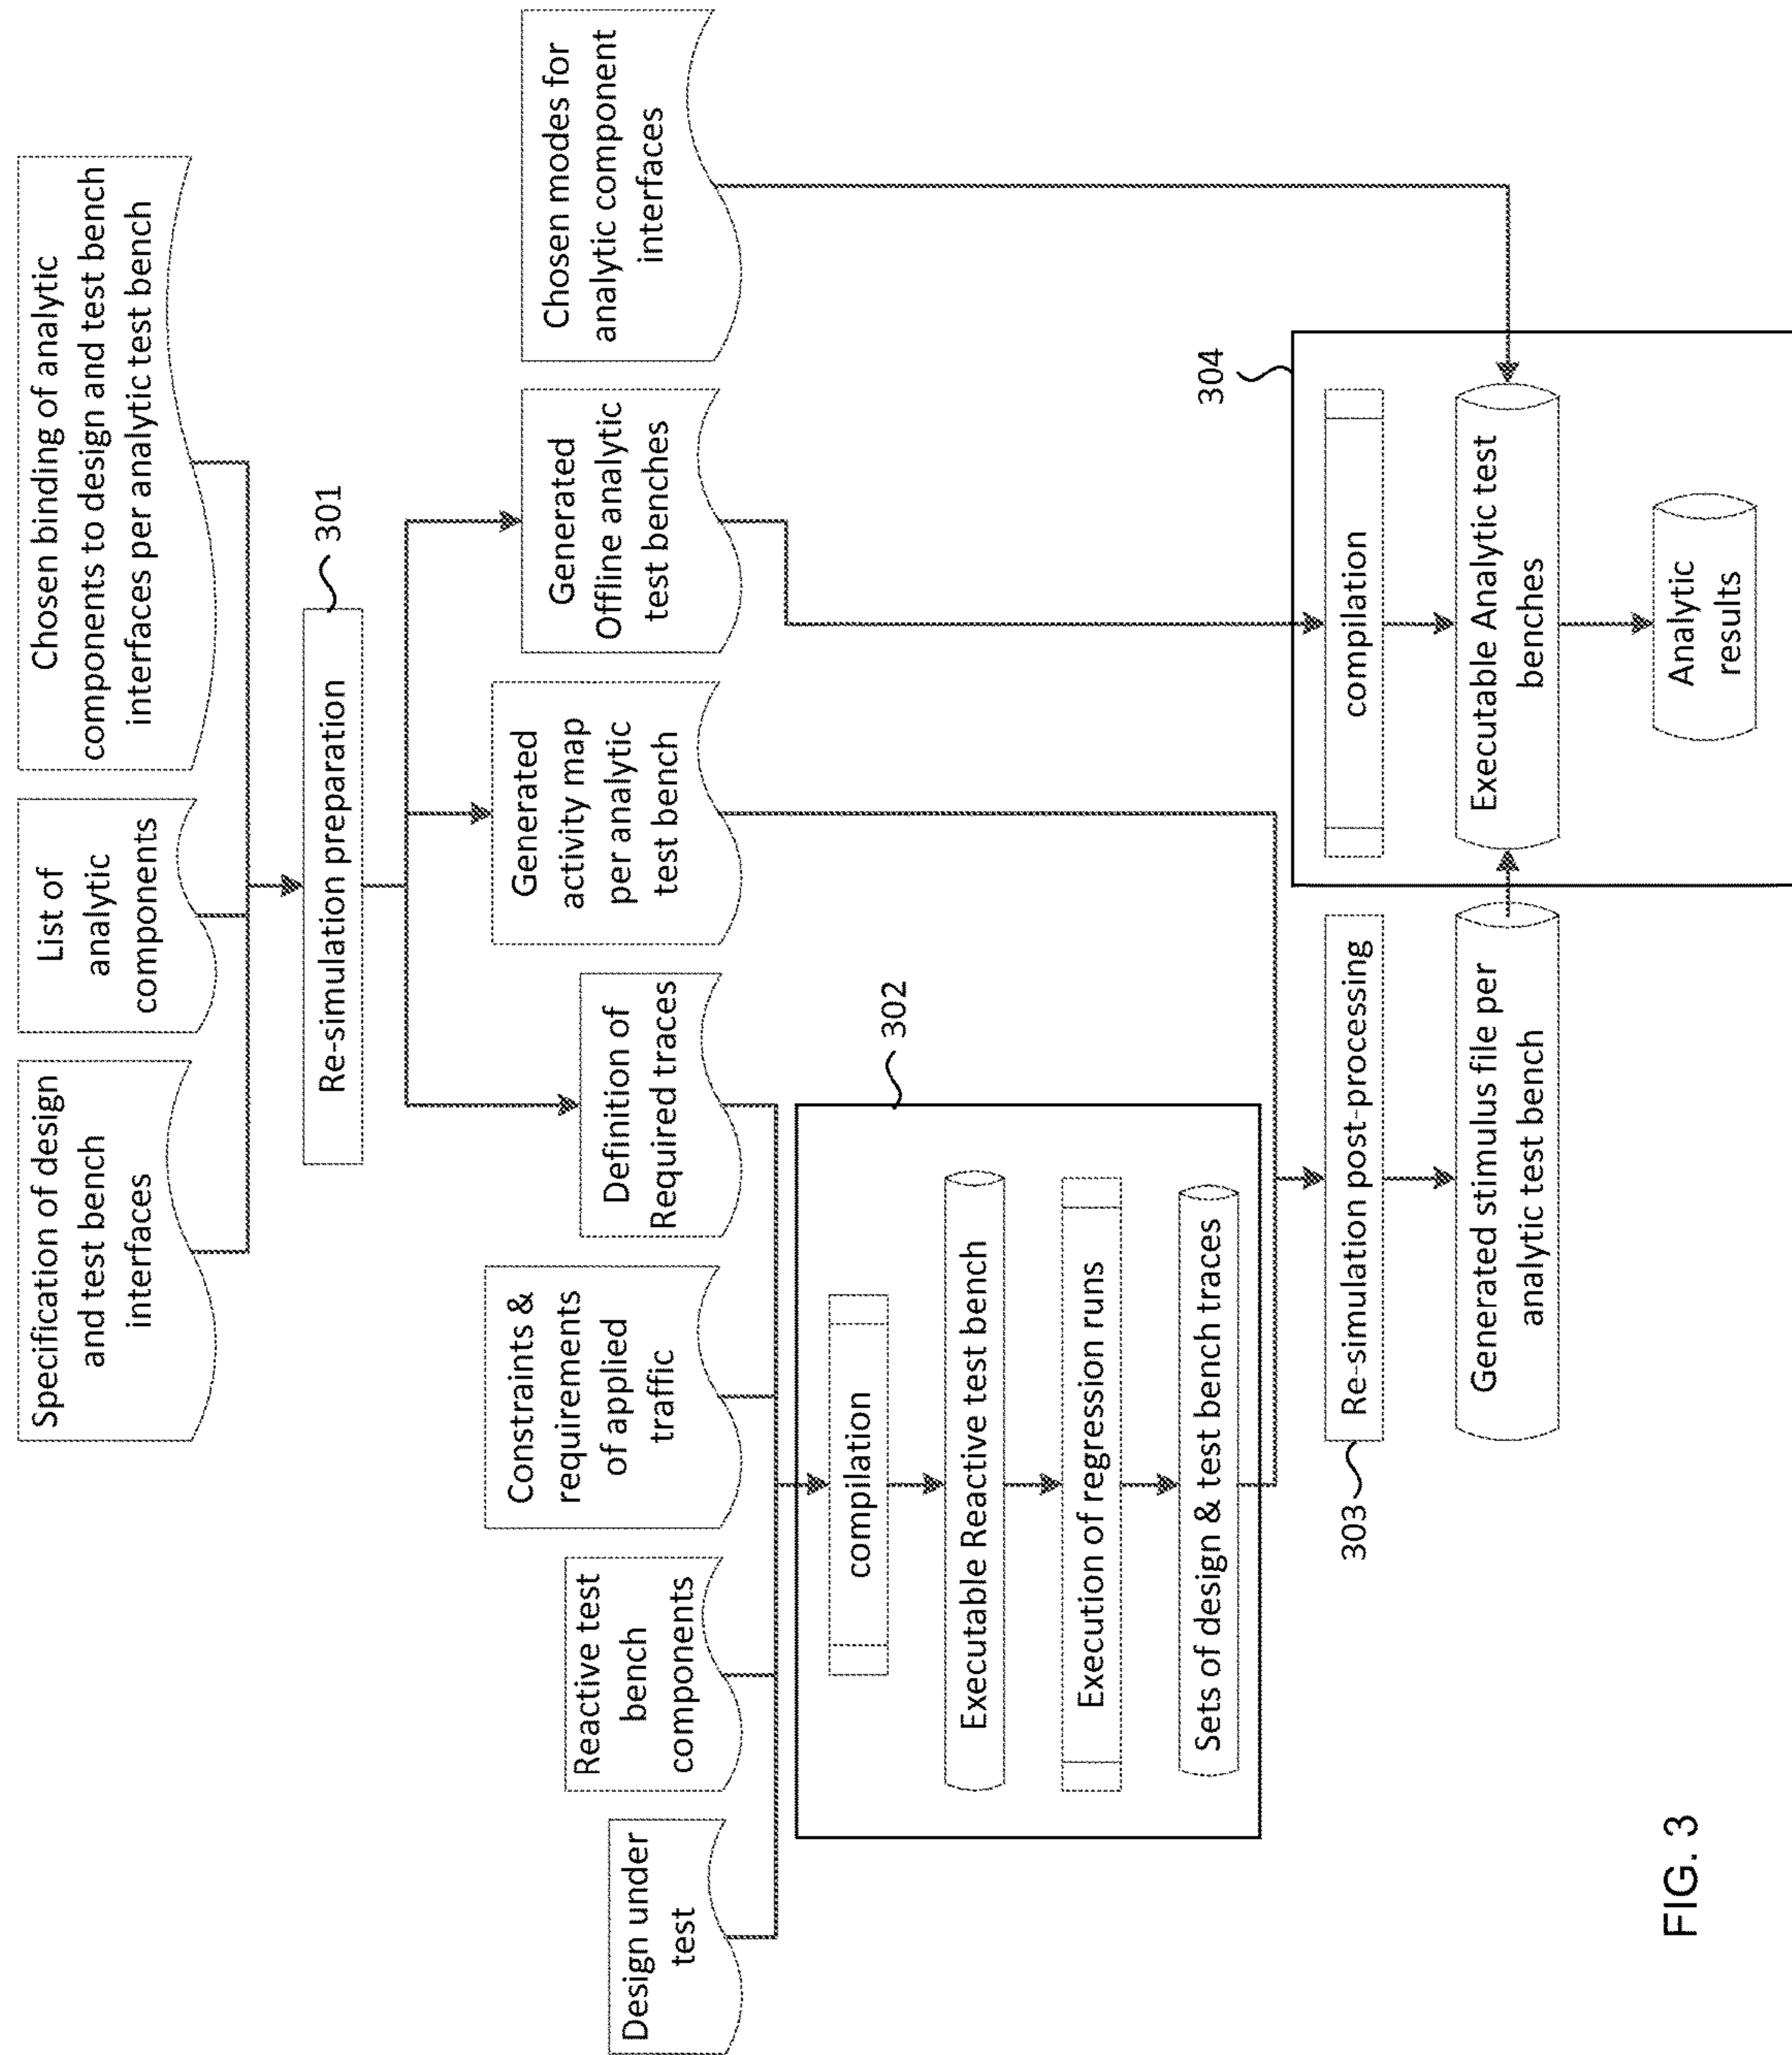 Specification of design
and test bench
interfaces
List of
analytic
components
Chosen binding of analytic
components to design and test bench
interfaces per analytic test bench
Re-simulation preparation
301
Design under
test
Reactive test
bench
components
Constraints &
requirements
of applied
traffic
Definition of
Required traces
Generated
activity map
per analytic
test bench
Generated
Offline analytic
test benches
Chosen modes for
analytic component
interfaces
302
compilation
Executable Reactive test bench
Execution of regression runs
Sets of design & test bench traces
303
Re-simulation post-processing
Generated stimulus file per
analytic test bench
304
compilation
Executable Analytic test
benches
Analytic
results
FIG. 3